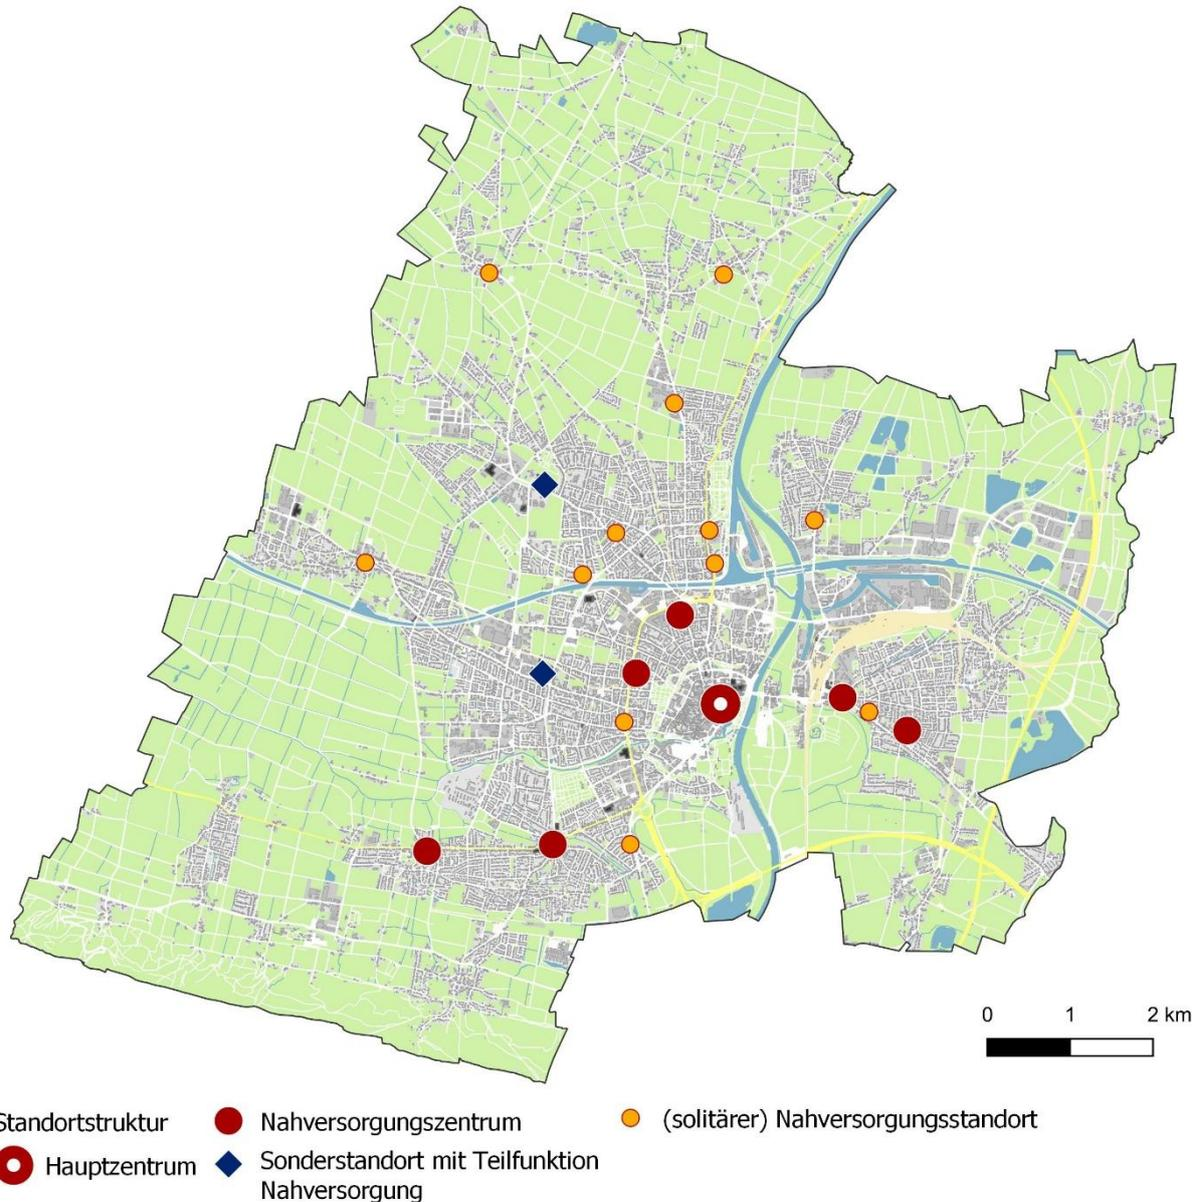 0 1 2 km
Standortstruktur
Nahversorgungszentrum
(solitärer) Nahversorgungsstandort
Hauptzentrum
Sonderstandort mit Teilfunktion
Nahversorgung